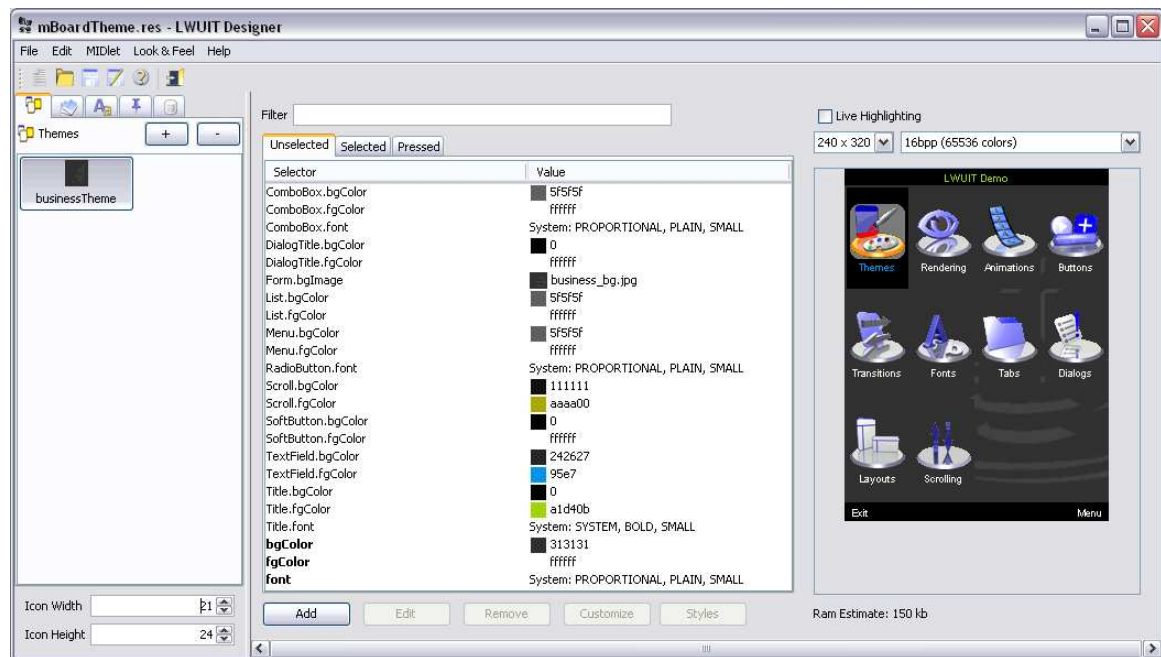 mBoardTheme.res - LWUIT Designer
File Edit MIDlet Look & Feel Help
Themes + -
businessTheme
Icon Width 21
Icon Height 24
Filter
Unselected Selected Pressed
Selector Value
ComboBox.bgColor 5f5f5f
ComboBox.fgColor ffffff
ComboBox.font System: PROPORTIONAL, PLAIN, SMALL
DialogTitle.bgColor 0
DialogTitle.fgColor ffffff
Form.bgImage business_bg.jpg
List.bgColor 5f5f5f
List.fgColor ffffff
Menu.bgColor 5f5f5f
Menu.fgColor ffffff
RadioButton.font System: PROPORTIONAL, PLAIN, SMALL
Scroll.bgColor 111111
Scroll.fgColor aaaa00
SoftButton.bgColor 0
SoftButton.fgColor ffffff
TextField.bgColor 242627
TextField.fgColor 95e7
Title.bgColor 0
Title.fgColor a1d40b
Title.font System: SYSTEM, BOLD, SMALL
bgColor 313131
fgColor ffffff
font System: PROPORTIONAL, PLAIN, SMALL
Add Edit Remove Customize Styles
Live Highlighting
240 x 320 16bpp (65536 colors)
LWUIT Demo
Themes Rendering Animations Buttons
Transitions Fonts Tabs Dialogs
Layouts Scrolling
Exit Menu
Ram Estimate: 150 kb